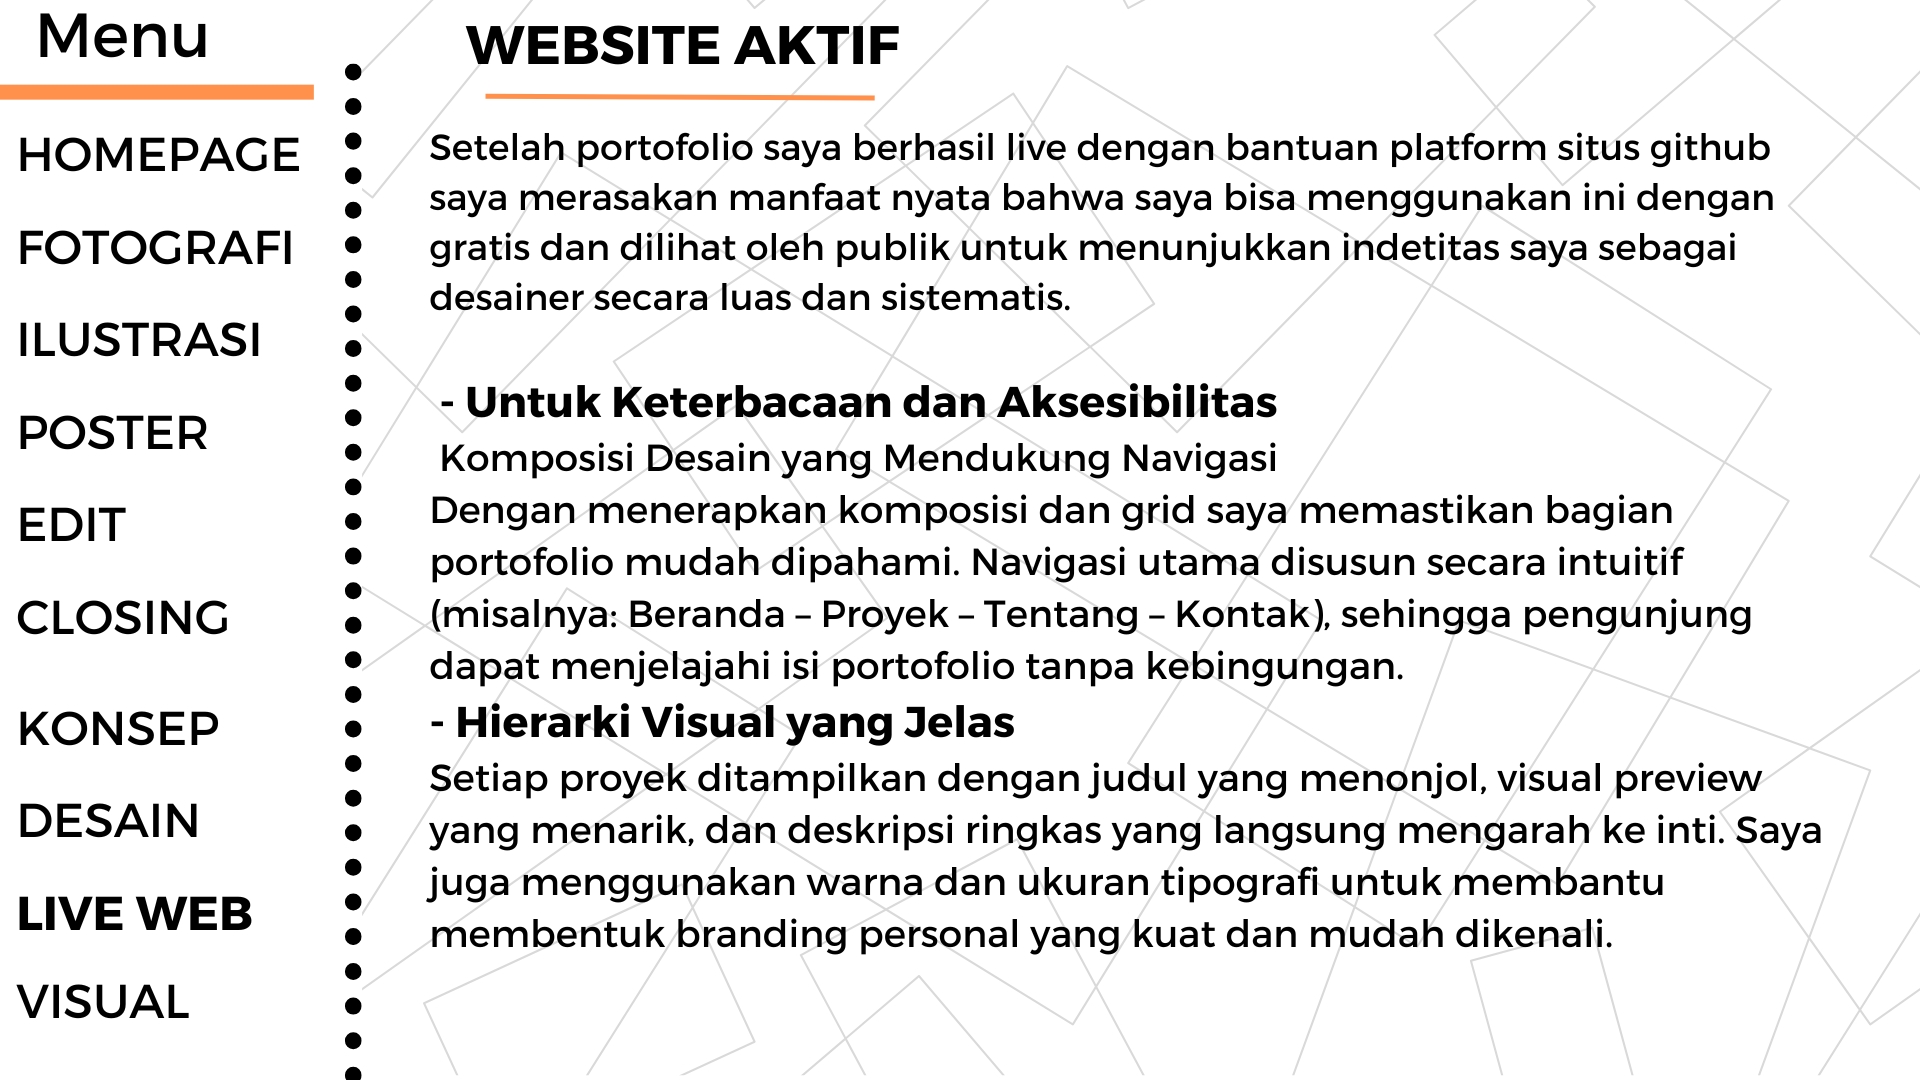 Menu
HOMEPAGE
FOTOGRAFI
ILUSTRASI
POSTER
EDIT
CLOSING
KONSEP
DESAIN
LIVE WEB
VISUAL
WEBSITE AKTIF
Setelah portofolio saya berhasil live dengan bantuan platform situs github
saya merasakan manfaat nyata bahwa saya bisa menggunakan ini dengan
gratis dan dilihat oleh publik untuk menunjukkan indetitas saya sebagai
desainer secara luas dan sistematis.
- Untuk Keterbacaan dan Aksesibilitas
Komposisi Desain yang Mendukung Navigasi
Dengan menerapkan komposisi dan grid saya memastikan bagian
portofolio mudah dipahami. Navigasi utama disusun secara intuitif
(misalnya: Beranda – Proyek – Tentang – Kontak), sehingga pengunjung
dapat menjelajahi isi portofolio tanpa kebingungan.
- Hierarki Visual yang Jelas
Setiap proyek ditampilkan dengan judul yang menonjol, visual preview
yang menarik, dan deskripsi ringkas yang langsung mengarah ke inti. Saya
juga menggunakan warna dan ukuran tipografi untuk membantu
membentuk branding personal yang kuat dan mudah dikenali.